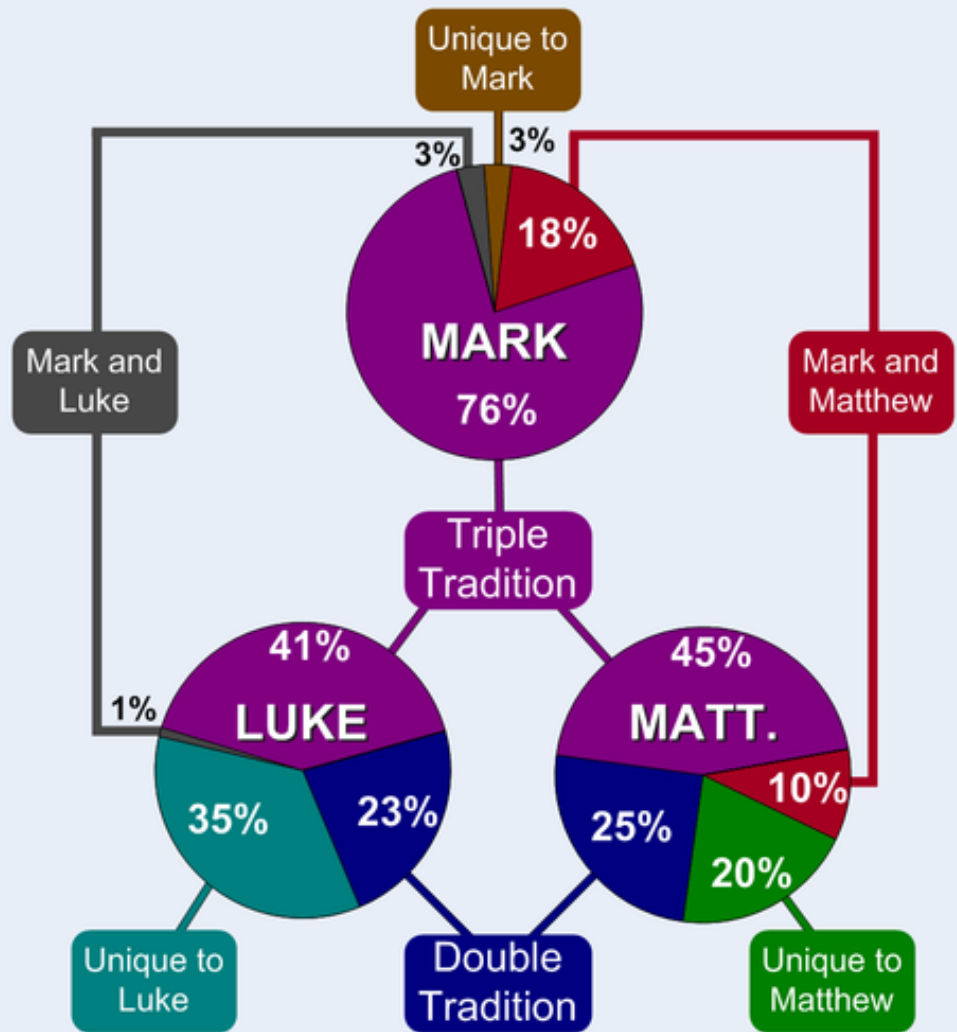 Unique to
Mark
3%
3%
18%
MARK
76%
Mark and
Luke
Mark and
Matthew
Triple
Tradition
41%
LUKE
1%
35%
23%
45%
MATT.
10%
25%
20%
Unique to
Luke
Double
Tradition
Unique to
Matthew